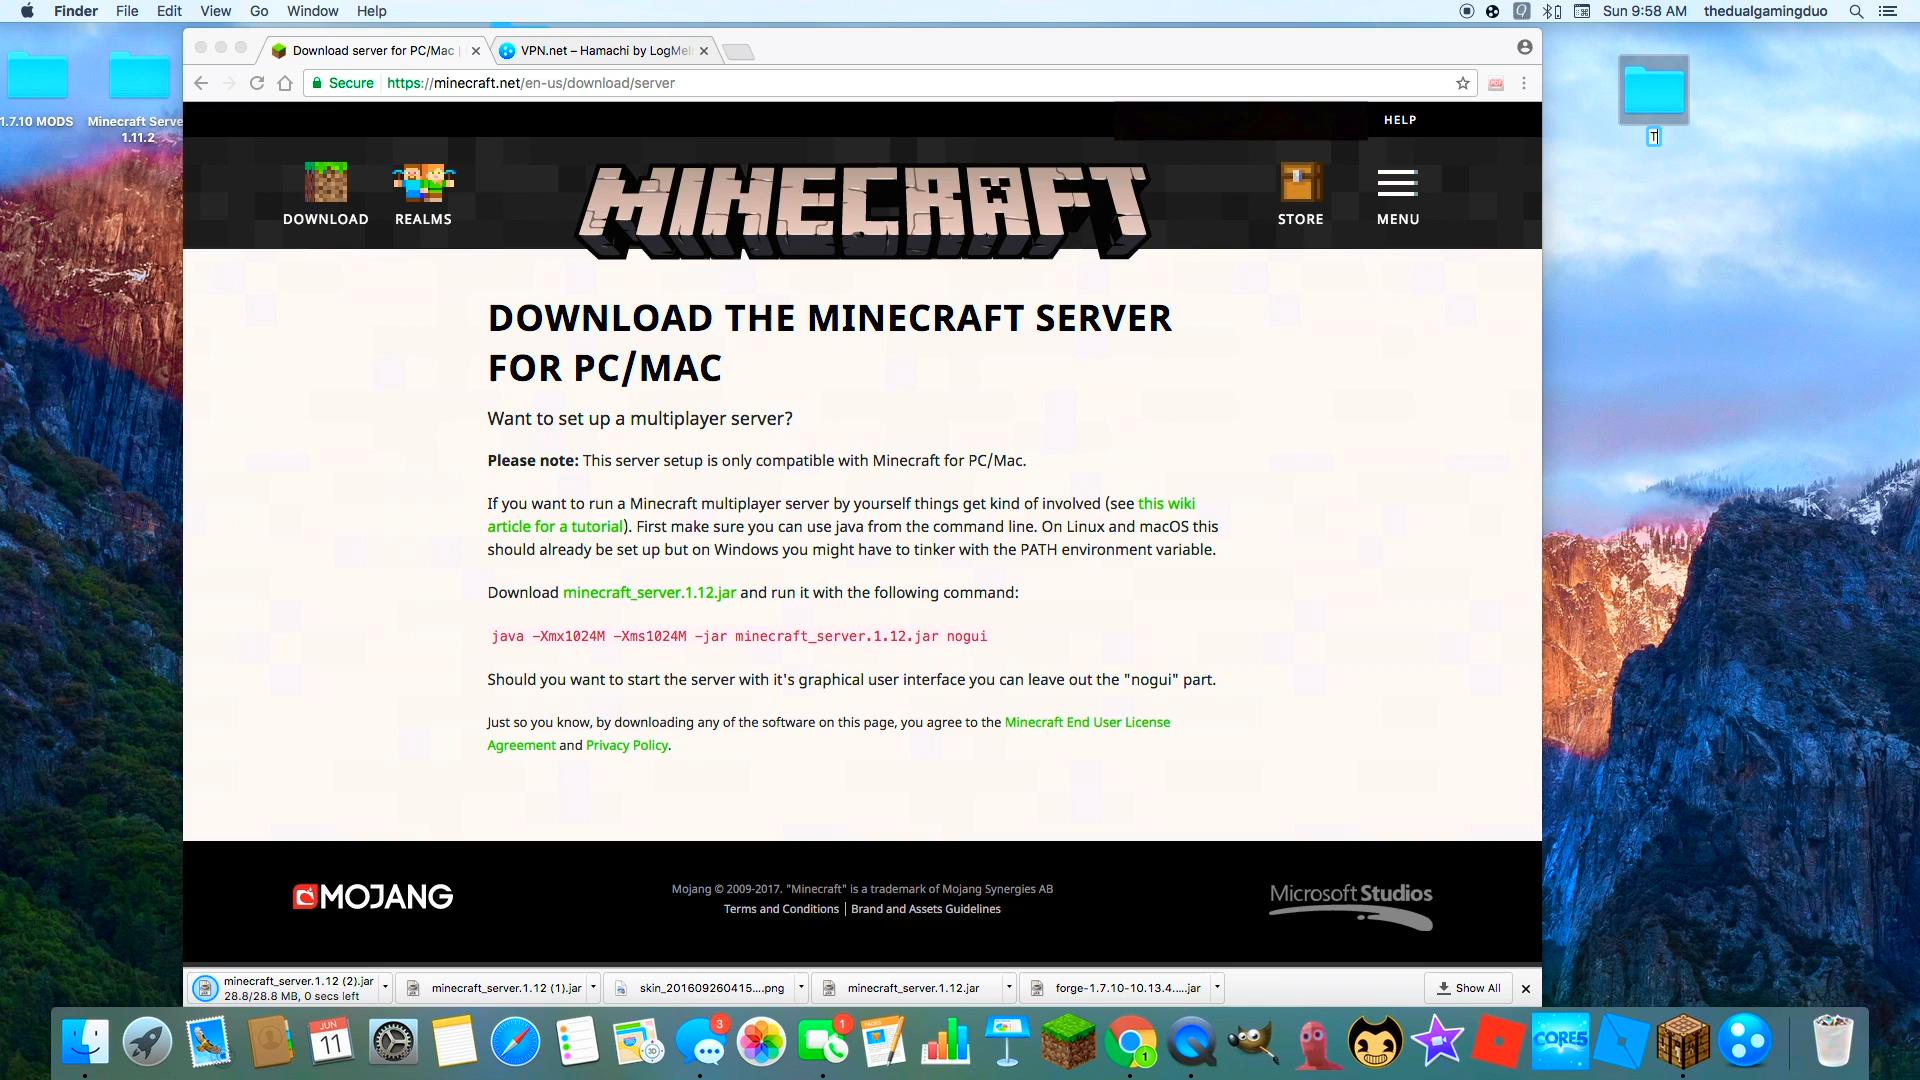 Finder File Edit View Go Window Help
Sun 9:58 AM thedualgamingduo
Download server for PC/Mac |
VPN.net – Hamachi by LogMeIn
Secure https://minecraft.net/en-us/download/server
1.7.10 MODS
Minecraft Serve
1.11.2
T
HELP
DOWNLOAD
REALMS
MINECRAFT
STORE
MENU
DOWNLOAD THE MINECRAFT SERVER
FOR PC/MAC
Want to set up a multiplayer server?
Please note: This server setup is only compatible with Minecraft for PC/Mac.
If you want to run a Minecraft multiplayer server by yourself things get kind of involved (see this wiki
article for a tutorial). First make sure you can use java from the command line. On Linux and macOS this
should already be set up but on Windows you might have to tinker with the PATH environment variable.
Download minecraft_server.1.12.jar and run it with the following command:
java -Xmx1024M -Xms1024M -jar minecraft_server.1.12.jar nogui
Should you want to start the server with it's graphical user interface you can leave out the "nogui" part.
Just so you know, by downloading any of the software on this page, you agree to the Minecraft End User License
Agreement and Privacy Policy.
MOJANG
Mojang © 2009-2017. "Minecraft" is a trademark of Mojang Synergies AB
Terms and Conditions | Brand and Assets Guidelines
Microsoft Studios
minecraft_server.1.12 (2).jar
28.8/28.8 MB, 0 secs left
minecraft_server.1.12 (1).jar
skin_201609260415....png
minecraft_server.1.12.jar
forge-1.7.10-10.13.4.....jar
Show All
JUN
11
3D
3
1
PAGES
1
CORE5